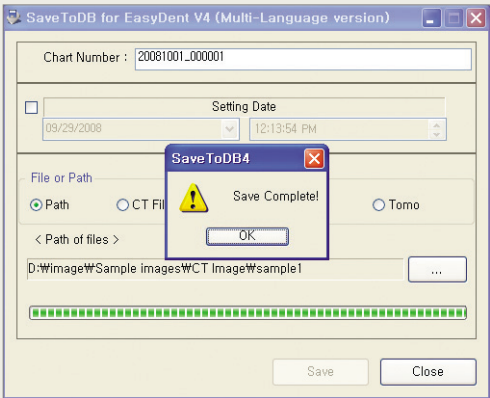 SaveToDB for EasyDent V4 (Multi-Language version)
Chart Number : 20081001_000001
Setting Date
09/29/2008 12:13:54 PM
SaveToDB4
Save Complete!
OK
File or Path
Path CT Fil Tomo
< Path of files >
D:₩image₩Sample images₩CT Image₩sample1 ...
Save Close